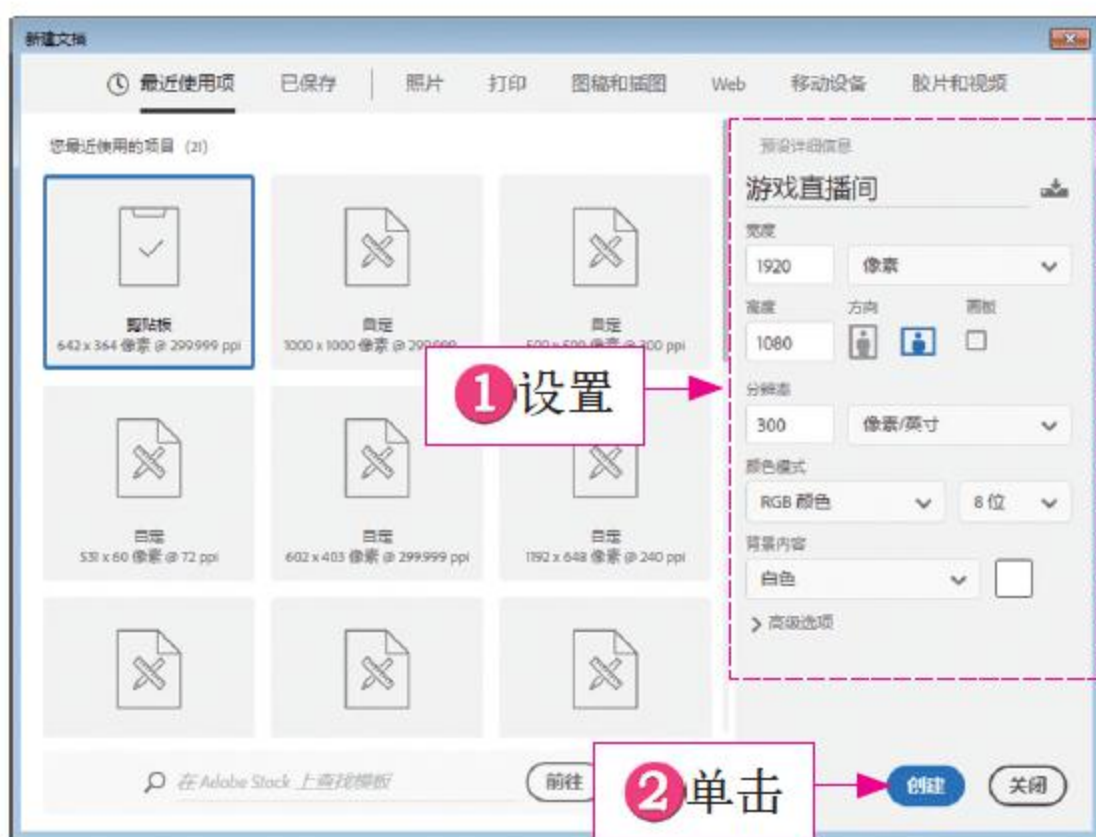 新建文档
最近使用项 已保存 照片 打印 图稿和插图 Web 移动设备 胶片和视频
您最近使用的项目 (21)
剪贴板
642 x 364 像素 @ 299.999 ppi
自定
1000 x 1000 像素 @ 299.999
自定
500 x 500 像素 @ 300 ppi
自定
531 x 60 像素 @ 72 ppi
自定
602 x 403 像素 @ 299.999 ppi
自定
1192 x 648 像素 @ 240 ppi
在 Adobe Stock 上查找模板
前往
预设详细信息
游戏直播间
宽度
1920 像素
高度 方向 画板
1080
分辨率
300 像素/英寸
颜色模式
RGB 颜色 8 位
背景内容
白色
高级选项
1设置
2单击
创建 关闭